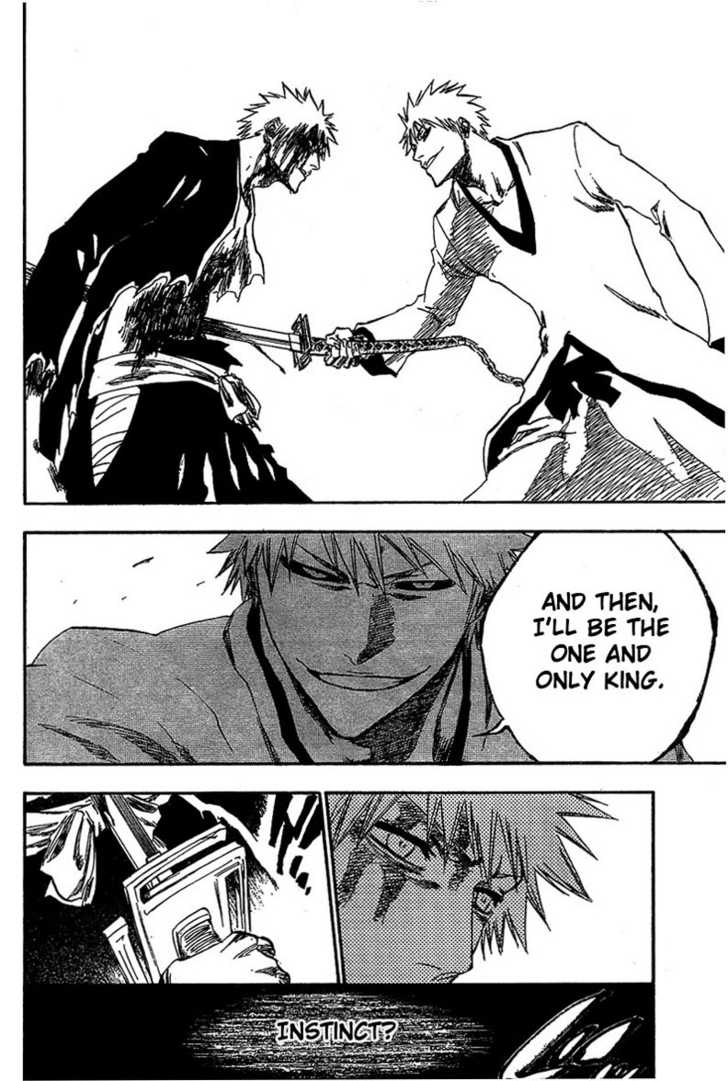 AND THEN,
I'LL BE THE
ONE AND
ONLY KING.
INSTINCT?